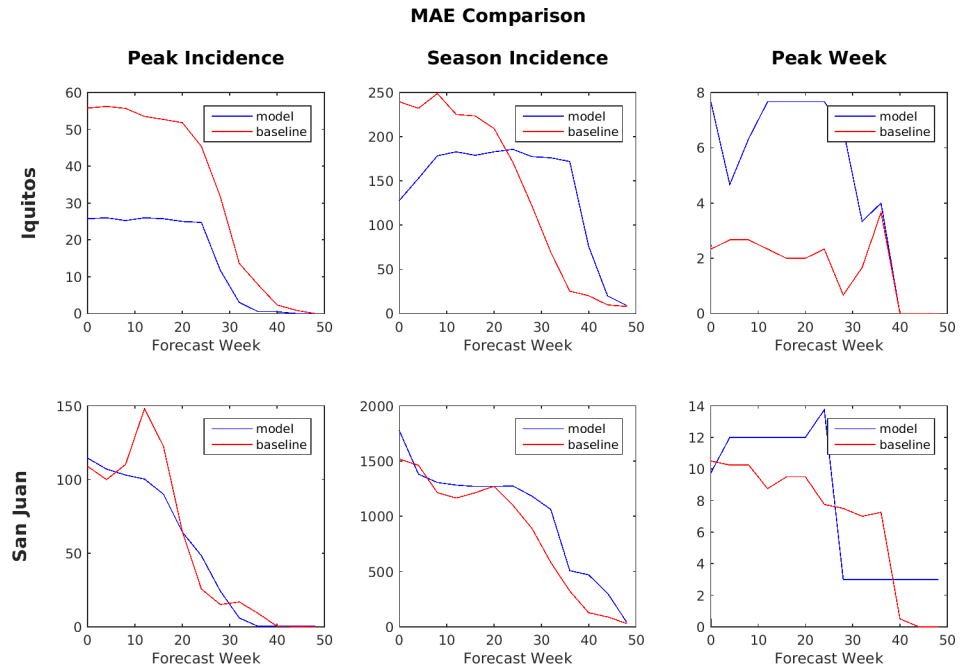 MAE Comparison
Peak Incidence
Season Incidence
Peak Week
Iquitos
60
50
40
30
20
10
0
model
baseline
0 10 20 30 40 50
Forecast Week
250
200
150
100
50
0
model
baseline
0 10 20 30 40 50
Forecast Week
8
6
4
2
0
model
baseline
0 10 20 30 40 50
Forecast Week
San Juan
150
100
50
0
model
baseline
0 10 20 30 40 50
Forecast Week
2000
1500
1000
500
0
model
baseline
0 10 20 30 40 50
Forecast Week
14
12
10
8
6
4
2
0
model
baseline
0 10 20 30 40 50
Forecast Week